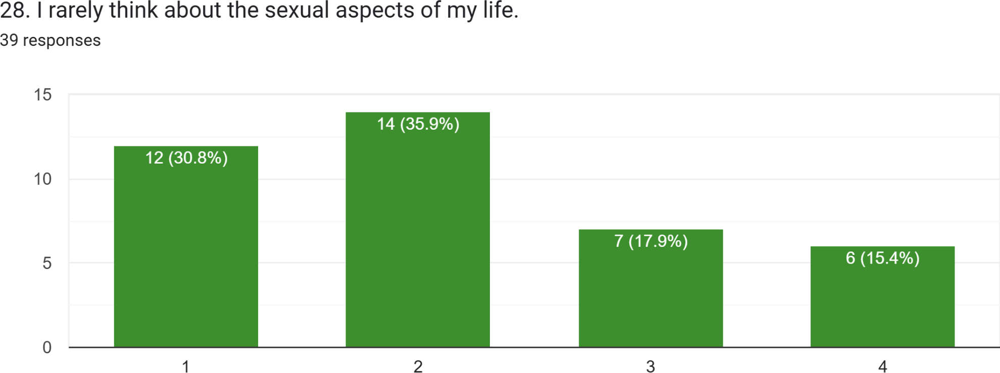 28. I rarely think about the sexual aspects of my life.
39 responses
15
14 (35.9%)
12 (30.8%)
10
7 (17.9%)
6 (15.4%)
5
0
1 2 3 4